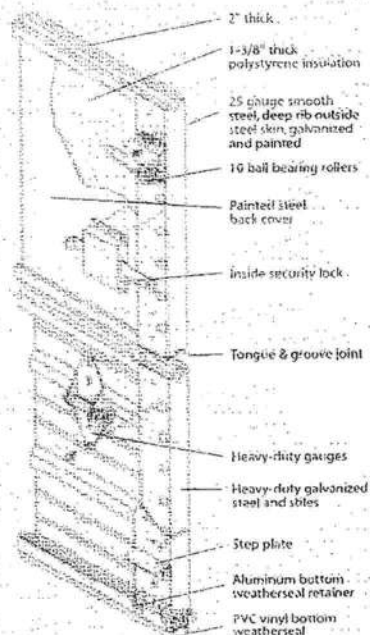 2" thick
1-3/8" thick
polystyrene insulation
25 gauge smooth
steel, deep rib outside
steel skin, galvanized
and painted
10 ball bearing rollers
Painted steel
back cover
Inside security lock
Tongue & groove joint
Heavy-duty gauges
Heavy-duty galvanized
steel end stiles
Step plate
Aluminum bottom
weatherseal retainer
PVC vinyl bottom
weatherseal